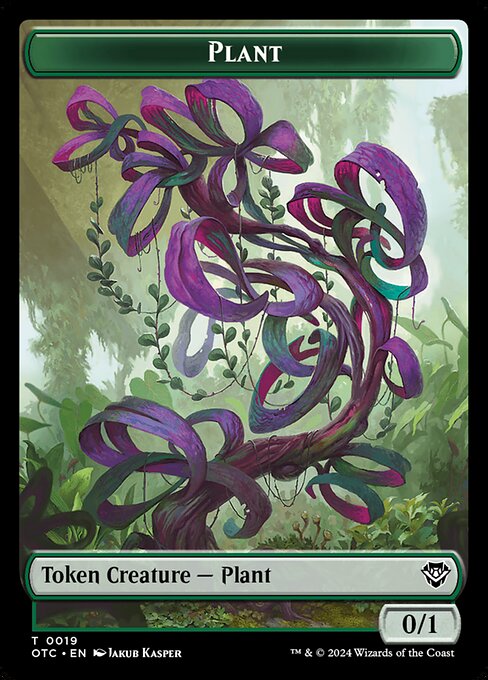 Plant
Token Creature — Plant
0/1
T 0019
OTC • EN Jakub Kasper
™ & © 2024 Wizards of the Coast